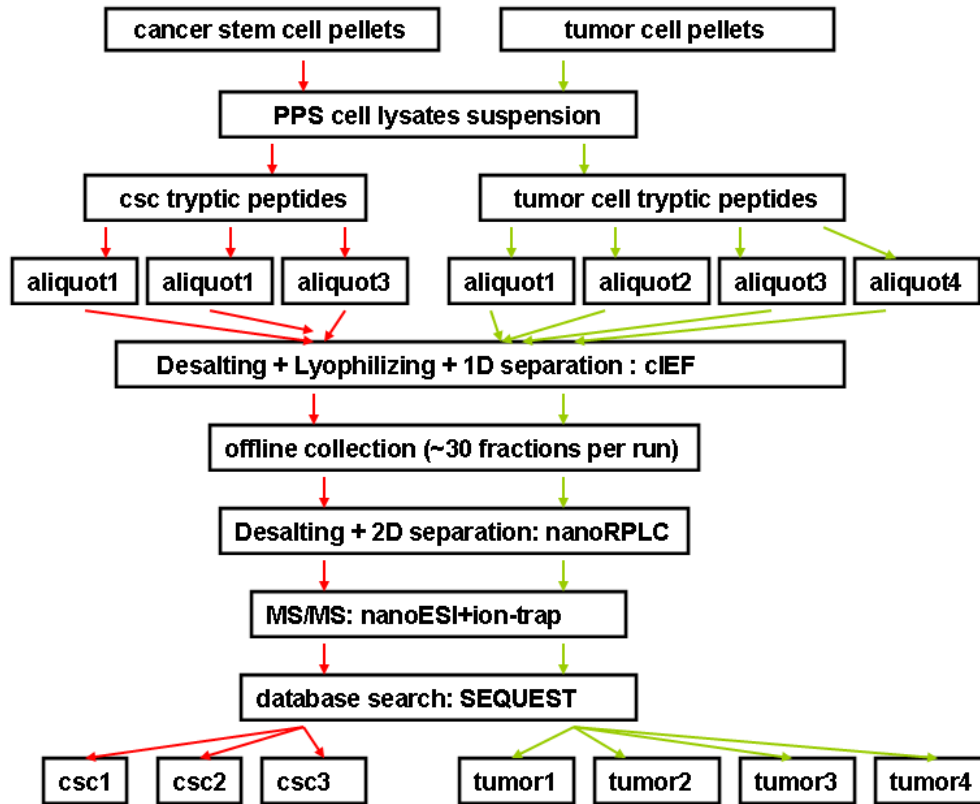 cancer stem cell pellets
tumor cell pellets
PPS cell lysates suspension
csc tryptic peptides
tumor cell tryptic peptides
aliquot1
aliquot1
aliquot3
aliquot1
aliquot2
aliquot3
aliquot4
Desalting + Lyophilizing + 1D separation : cIEF
offline collection (~30 fractions per run)
Desalting + 2D separation: nanoRPLC
MS/MS: nanoESI+ion-trap
database search: SEQUEST
csc1
csc2
csc3
tumor1
tumor2
tumor3
tumor4